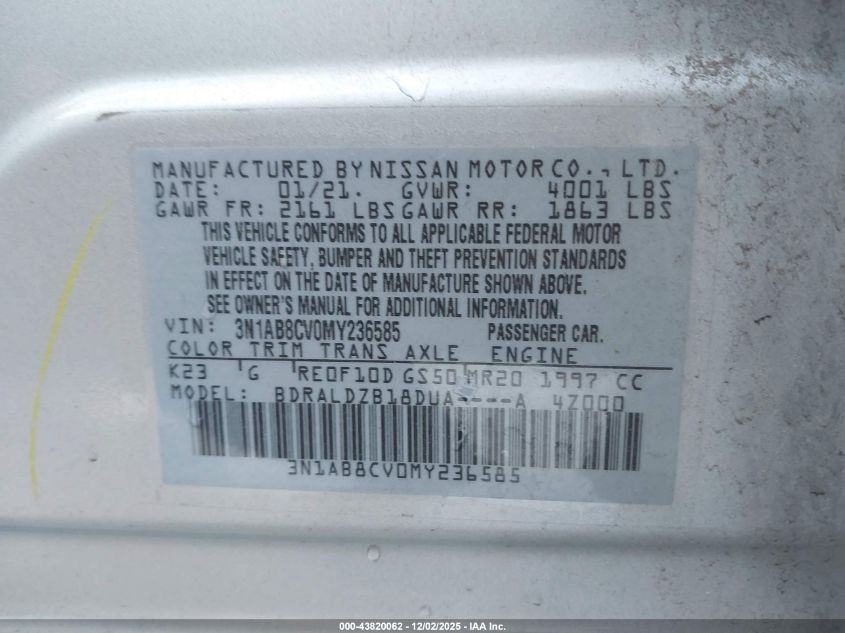 MANUFACTURED BY NISSAN MOTOR CO., LTD.
DATE: 01/21. GVWR: 4001 LBS
GAWR FR: 2161 LBS GAWR RR: 1863 LBS
THIS VEHICLE CONFORMS TO ALL APPLICABLE FEDERAL MOTOR
VEHICLE SAFETY, BUMPER AND THEFT PREVENTION STANDARDS
IN EFFECT ON THE DATE OF MANUFACTURE SHOWN ABOVE.
SEE OWNER'S MANUAL FOR ADDITIONAL INFORMATION.
VIN: 3N1AB8CV0MY236585 PASSENGER CAR.
COLOR TRIM TRANS AXLE ENGINE
K23 G RE0F10D GS50 MR20 1997 CC
MODEL: BDRALDZB18DUA----A 4Z000
3N1AB8CV0MY236585
000-43820062 - 12/02/2025 - IAA Inc.